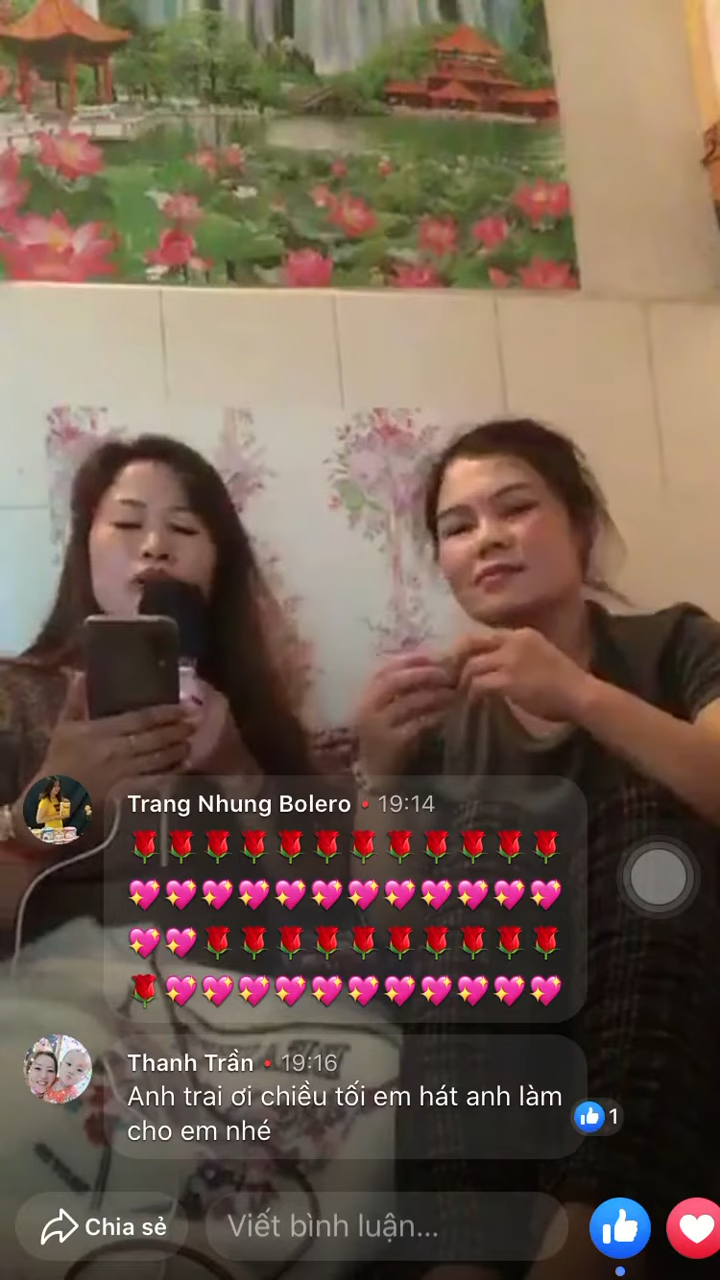 Trang Nhung Bolero • 19:14
🌹🌹🌹🌹🌹🌹🌹🌹🌹🌹🌹🌹
💖💖💖💖💖💖💖💖💖💖💖💖
💖💖🌹🌹🌹🌹🌹🌹🌹🌹🌹🌹
🌹💖💖💖💖💖💖💖💖💖💖💖
Thanh Trần • 19:16
Anh trai ơi chiều tối em hát anh làm
cho em nhé
1
Chia sẻ
Viết bình luận...